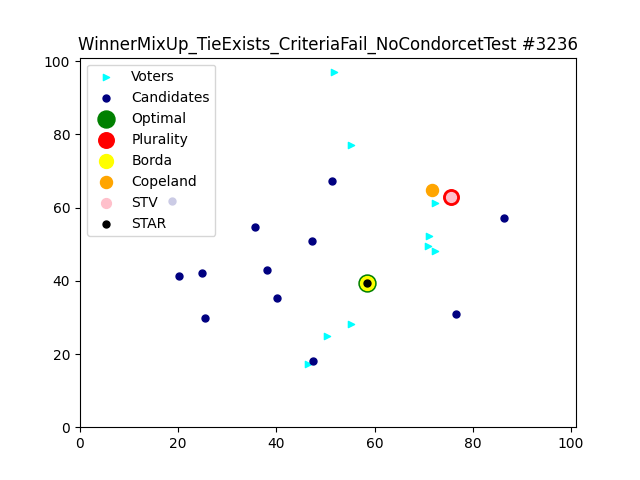 WinnerMixUp_TieExists_CriteriaFail_NoCondorcetTest #3236
100
80
60
40
20
0
Voters
Candidates
Optimal
Plurality
Borda
Copeland
STV
STAR
0 20 40 60 80 100